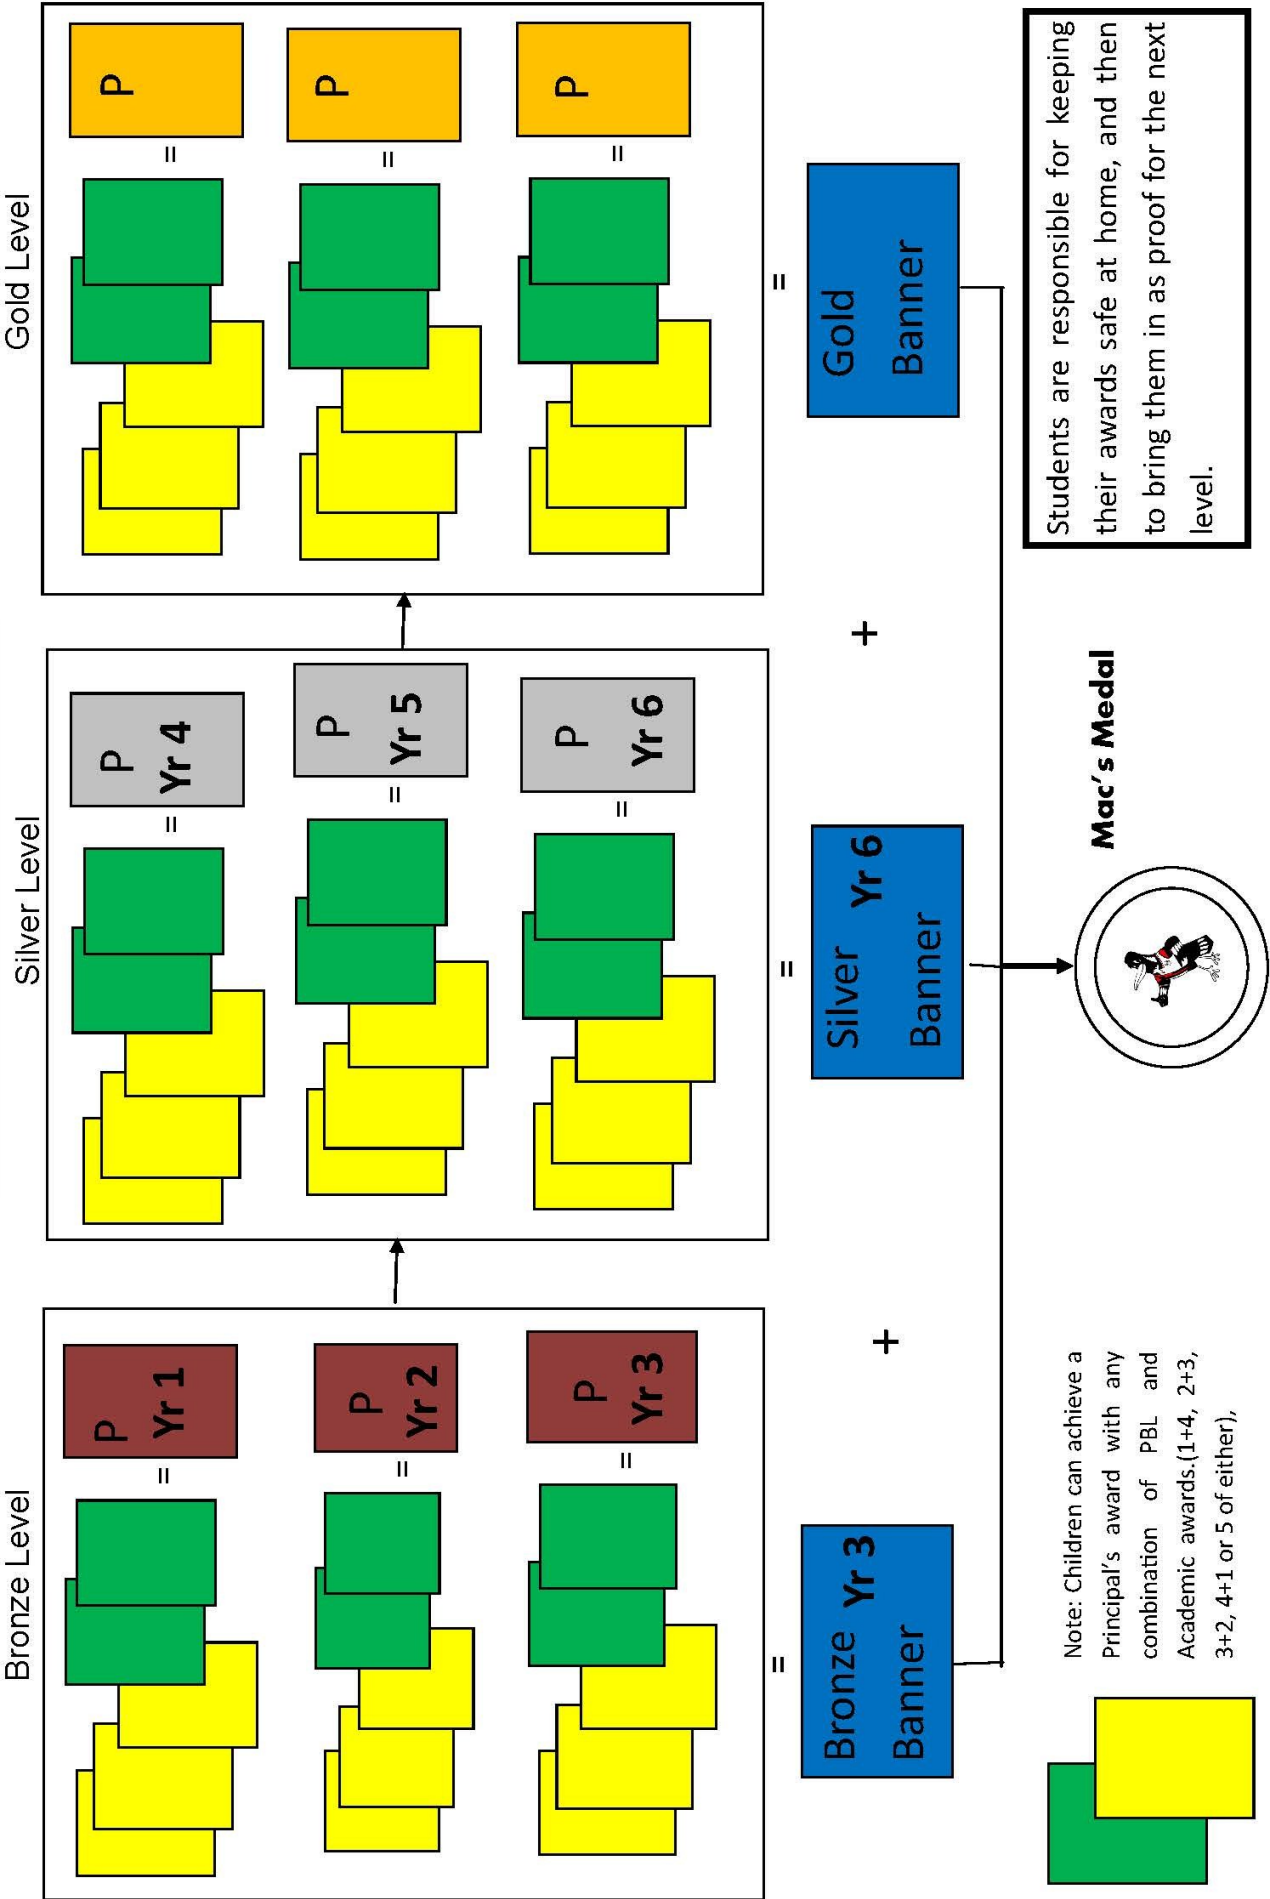 Bronze Level
P
Yr 1
=
P
Yr 2
=
P
Yr 3
=
=
Bronze Yr 3
Banner
Silver Level
P
Yr 4
=
P
Yr 5
=
P
Yr 6
=
=
Silver Yr 6
Banner
Gold Level
P
=
P
=
P
=
=
Gold
Banner
+
+
Note: Children can achieve a
Principal's award with any
combination of PBL and
Academic awards.(1+4, 2+3,
3+2, 4+1 or 5 of either),
Mac's Medal
Students are responsible for keeping
their awards safe at home, and then
to bring them in as proof for the next
level.